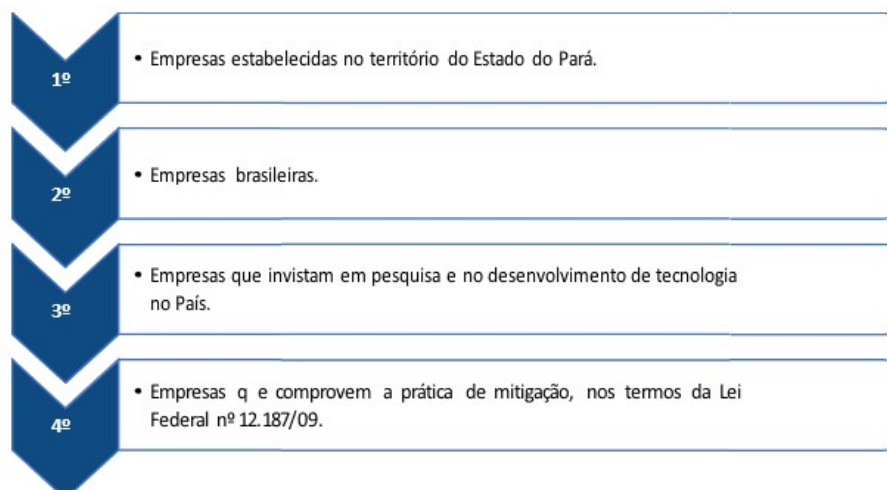 1º
• Empresas estabelecidas no território do Estado do Pará.
2º
• Empresas brasileiras.
3º
• Empresas que invistam em pesquisa e no desenvolvimento de tecnologia
no País.
4º
• Empresas q e comprovem a prática de mitigação, nos termos da Lei
Federal nº 12.187/09.